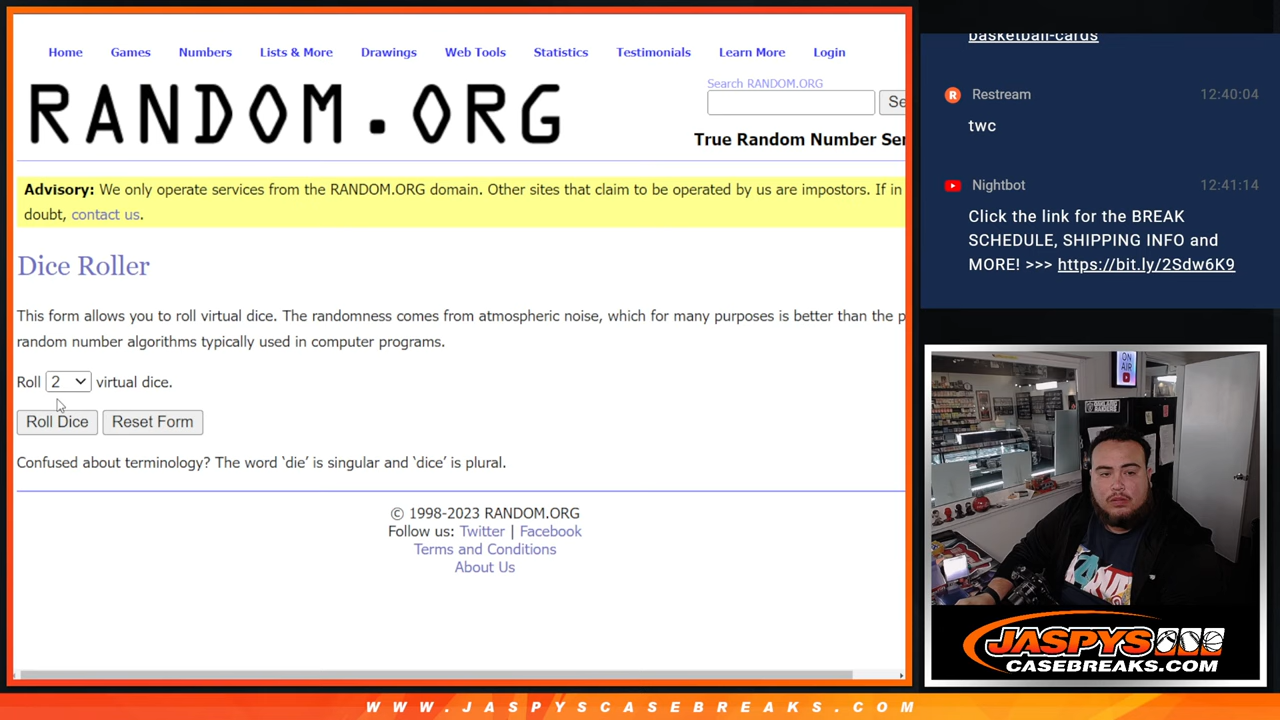 Home Games Numbers Lists & More Drawings Web Tools Statistics Testimonials Learn More Login
RANDOM.ORG
Search RANDOM.ORG
Se
True Random Number Ser
Advisory: We only operate services from the RANDOM.ORG domain. Other sites that claim to be operated by us are impostors. If in
doubt, contact us.
Dice Roller
This form allows you to roll virtual dice. The randomness comes from atmospheric noise, which for many purposes is better than the p
random number algorithms typically used in computer programs.
Roll 2 virtual dice.
Roll Dice Reset Form
Confused about terminology? The word ‘die’ is singular and ‘dice’ is plural.
© 1998-2023 RANDOM.ORG
Follow us: Twitter | Facebook
Terms and Conditions
About Us
basketball-cards
Restream 12:40:04
twc
Nightbot 12:41:14
Click the link for the BREAK
SCHEDULE, SHIPPING INFO and
MORE! >>> https://bit.ly/2Sdw6K9
ON
AIR
JASPYS
CASEBREAKS.COM
WWW.JASPYSCASEBREAKS.COM